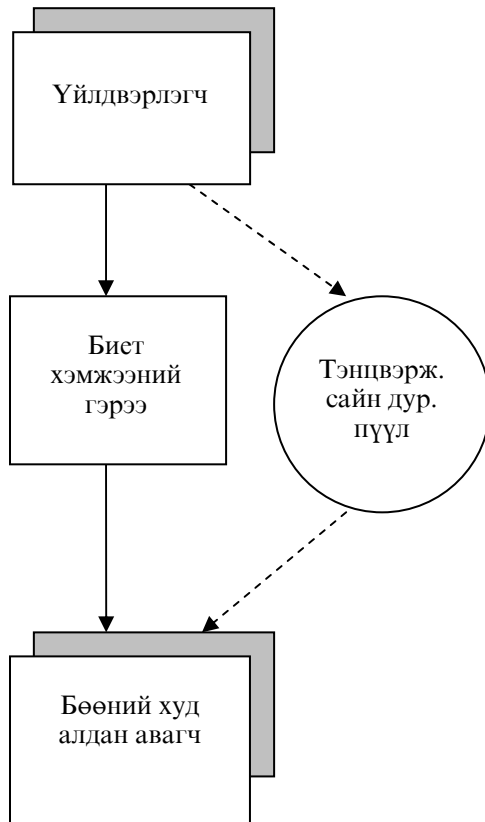 Үйлдвэрлэгч
Биет
хэмжээний
гэрээ
Тэнцвэрж.
сайн дур.
пүүл
Бөөний худ
алдан авагч